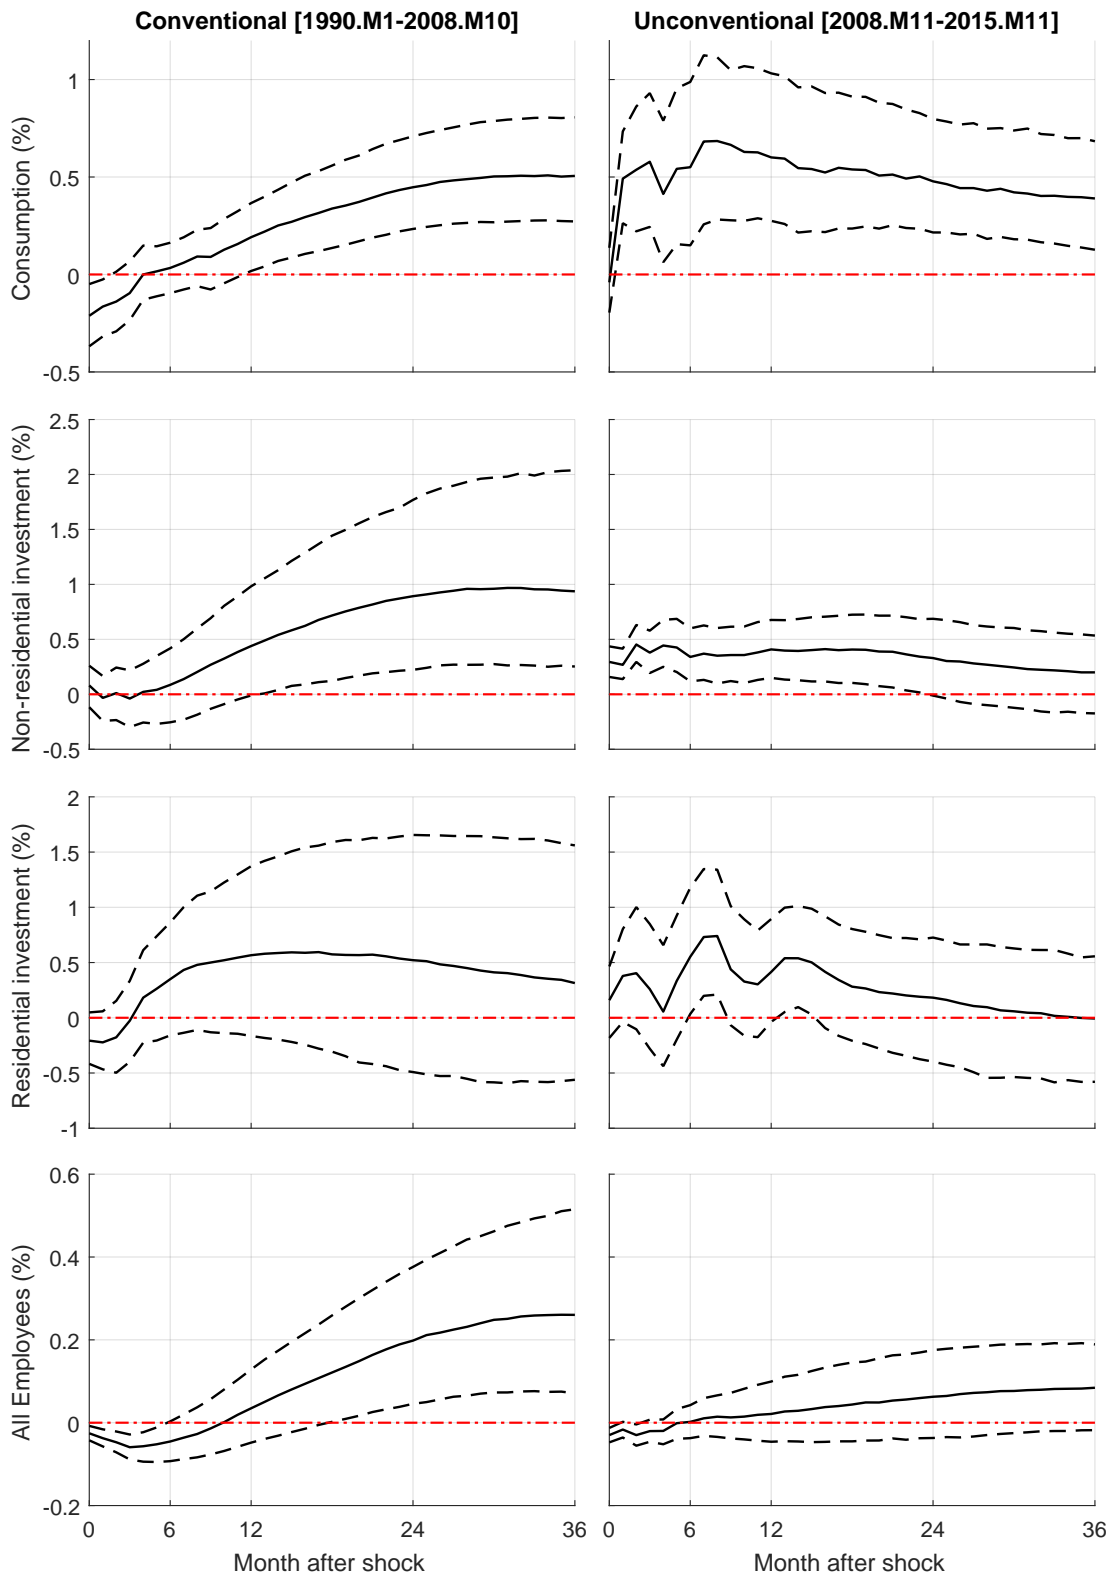 Conventional [1990.M1-2008.M10]
Unconventional [2008.M11-2015.M11]
Consumption (%)
1
0.5
0
-0.5
Non-residential investment (%)
2.5
2
1.5
1
0.5
0
-0.5
Residential investment (%)
2
1.5
1
0.5
0
-0.5
-1
All Employees (%)
0.6
0.4
0.2
0
-0.2
0 6 12 24 36
0 6 12 24 36
Month after shock
Month after shock